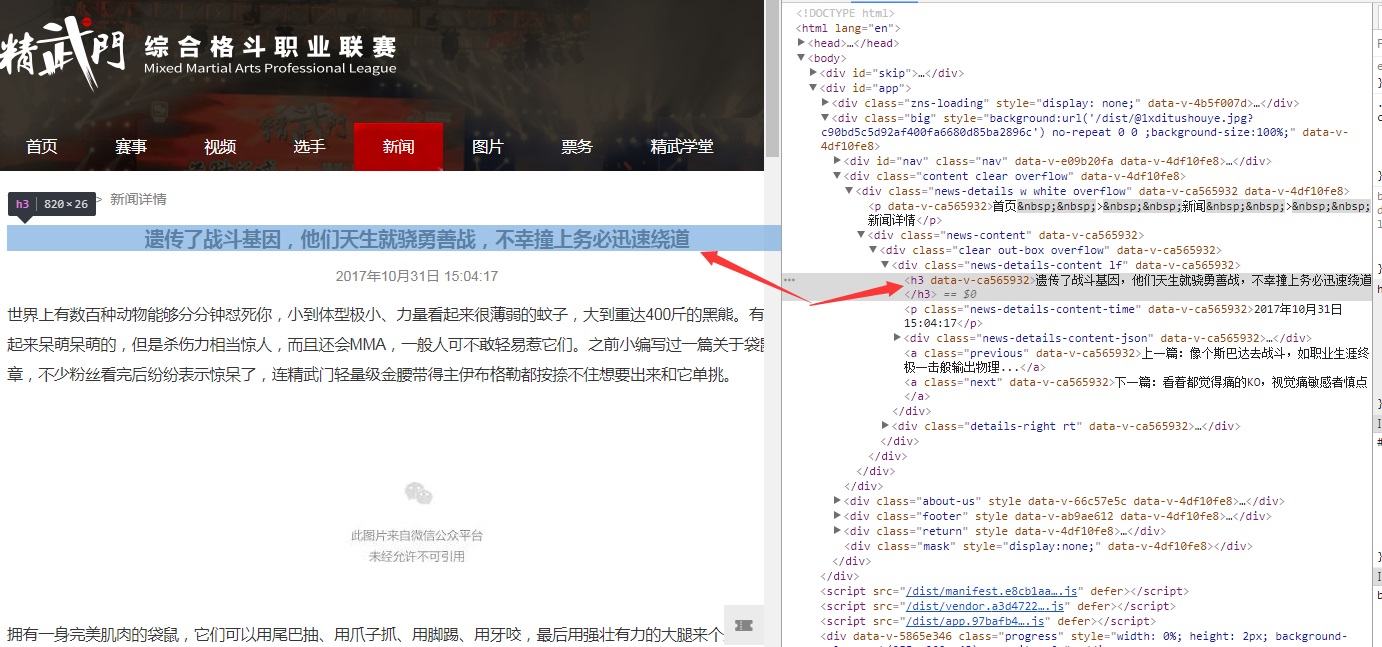 精武門
综合格斗职业联赛
Mixed Martial Arts Professional League
首页 赛事 视频 选手 新闻 图片 票务 精武学堂
h3 820×26 > 新闻详情
遗传了战斗基因，他们天生就骁勇善战，不幸撞上务必迅速绕道
2017年10月31日 15:04:17
世界上有数百种动物能够分分钟怼死你，小到体型极小、力量看起来很薄弱的蚊子，大到重达400斤的黑熊。有
起来呆萌呆萌的，但是杀伤力相当惊人，而且还会MMA，一般人可不敢轻易惹它们。之前小编写过一篇关于袋鼠
章，不少粉丝看完后纷纷表示惊呆了，连精武门轻量级金腰带得主伊布格勒都按捺不住想要出来和它单挑。
此图片来自微信公众平台
未经允许不可引用
拥有一身完美肌肉的袋鼠，它们可以用尾巴抽、用爪子抓、用脚踢、用牙咬，最后用强壮有力的大腿来个
<!DOCTYPE html>
<html lang="en">
<head>…</head>
<body>
<div id="skip">…</div>
<div id="app">
<div class="zns-loading" style="display: none;" data-v-4b5f007d>…</div>
<div class="big" style="background:url('/dist/@1xditushouye.jpg?
c90bd5c5d92af400fa6680d85ba2896c') no-repeat 0 0 ;background-size:100%;" data-v-
4df10fe8>
<div id="nav" class="nav" data-v-e09b20fa data-v-4df10fe8>…</div>
<div class="content clear overflow" data-v-4df10fe8>
<div class="news-details w white overflow" data-v-ca565932 data-v-4df10fe8>
<p data-v-ca565932>首页&nbsp;&nbsp;>&nbsp;&nbsp;新闻&nbsp;&nbsp;>&nbsp;&nbsp;
新闻详情</p>
<div class="news-content" data-v-ca565932>
<div class="clear out-box overflow" data-v-ca565932>
<div class="news-details-content lf" data-v-ca565932>
<h3 data-v-ca565932>遗传了战斗基因，他们天生就骁勇善战，不幸撞上务必迅速绕道
</h3> == $0
<p class="news-details-content-time" data-v-ca565932>2017年10月31日
15:04:17</p>
<div class="news-details-content-json" data-v-ca565932>…</div>
<a class="previous" data-v-ca565932>上一篇：像个斯巴达去战斗，如职业生涯终
极一击般输出物理...</a>
<a class="next" data-v-ca565932>下一篇：看着都觉得痛的KO，视觉痛敏感者慎点
</a>
</div>
<div class="details-right rt" data-v-ca565932>…</div>
</div>
</div>
</div>
</div>
<div class="about-us" style data-v-66c57e5c data-v-4df10fe8>…</div>
<div class="footer" style data-v-ab9ae612 data-v-4df10fe8>…</div>
<div class="return" style data-v-4df10fe8>…</div>
<div class="mask" style="display:none;" data-v-4df10fe8></div>
</div>
</div>
<script src="/dist/manifest.e8cb1aa….js" defer></script>
<script src="/dist/vendor.a3d4722….js" defer></script>
<script src="/dist/app.97bafb4….js" defer></script>
<div data-v-5865e346 class="progress" style="width: 0%; height: 2px; background-